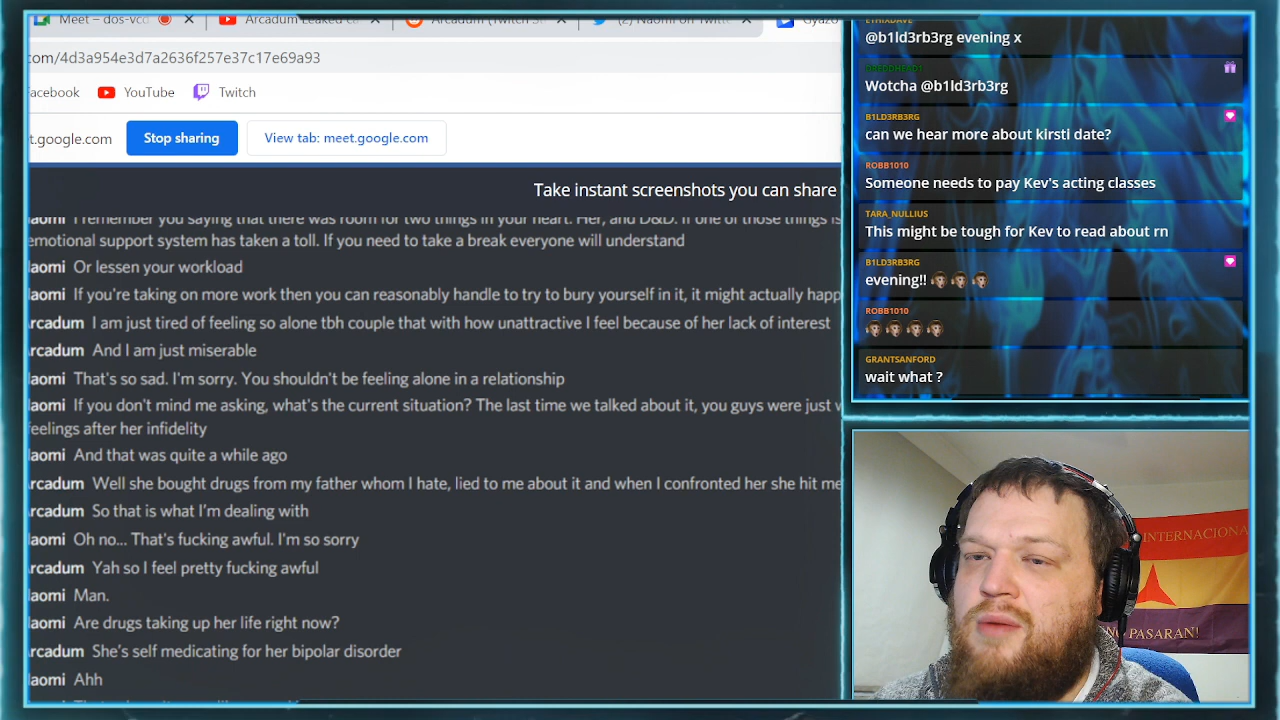 Meet – dos-vcc
Arcadum Leaked ca
Arcadum (Twitch S
(2) Naomi on Twitt
Gyazo
com/4d3a954e3d7a2636f257e37c17e69a93
acebook
YouTube
Twitch
t.google.com
Stop sharing
View tab: meet.google.com
Take instant screenshots you can share
aomi I remember you saying that there was room for two things in your heart. Her, and D&D. If one of those things is
emotional support system has taken a toll. If you need to take a break everyone will understand
aomi Or lessen your workload
aomi If you're taking on more work then you can reasonably handle to try to bury yourself in it, it might actually happ
rcadum I am just tired of feeling so alone tbh couple that with how unattractive I feel because of her lack of interest
rcadum And I am just miserable
aomi That's so sad. I'm sorry. You shouldn't be feeling alone in a relationship
aomi If you don't mind me asking, what's the current situation? The last time we talked about it, you guys were just
feelings after her infidelity
aomi And that was quite a while ago
rcadum Well she bought drugs from my father whom I hate, lied to me about it and when I confronted her she hit me
rcadum So that is what I'm dealing with
aomi Oh no... That's fucking awful. I'm so sorry
rcadum Yah so I feel pretty fucking awful
aomi Man.
aomi Are drugs taking up her life right now?
rcadum She's self medicating for her bipolar disorder
aomi Ahh
ETHIXDAVE
@b1ld3rb3rg evening x
Wotcha @b1ld3rb3rg
B1LD3RB3RG
can we hear more about kirsti date?
ROBB1010
Someone needs to pay Kev's acting classes
TARA_NULLIUS
This might be tough for Kev to read about rn
B1LD3RB3RG
evening!!
ROBB1010
GRANTSANFORD
wait what ?
INTERNACIONA
NO PASARAN!